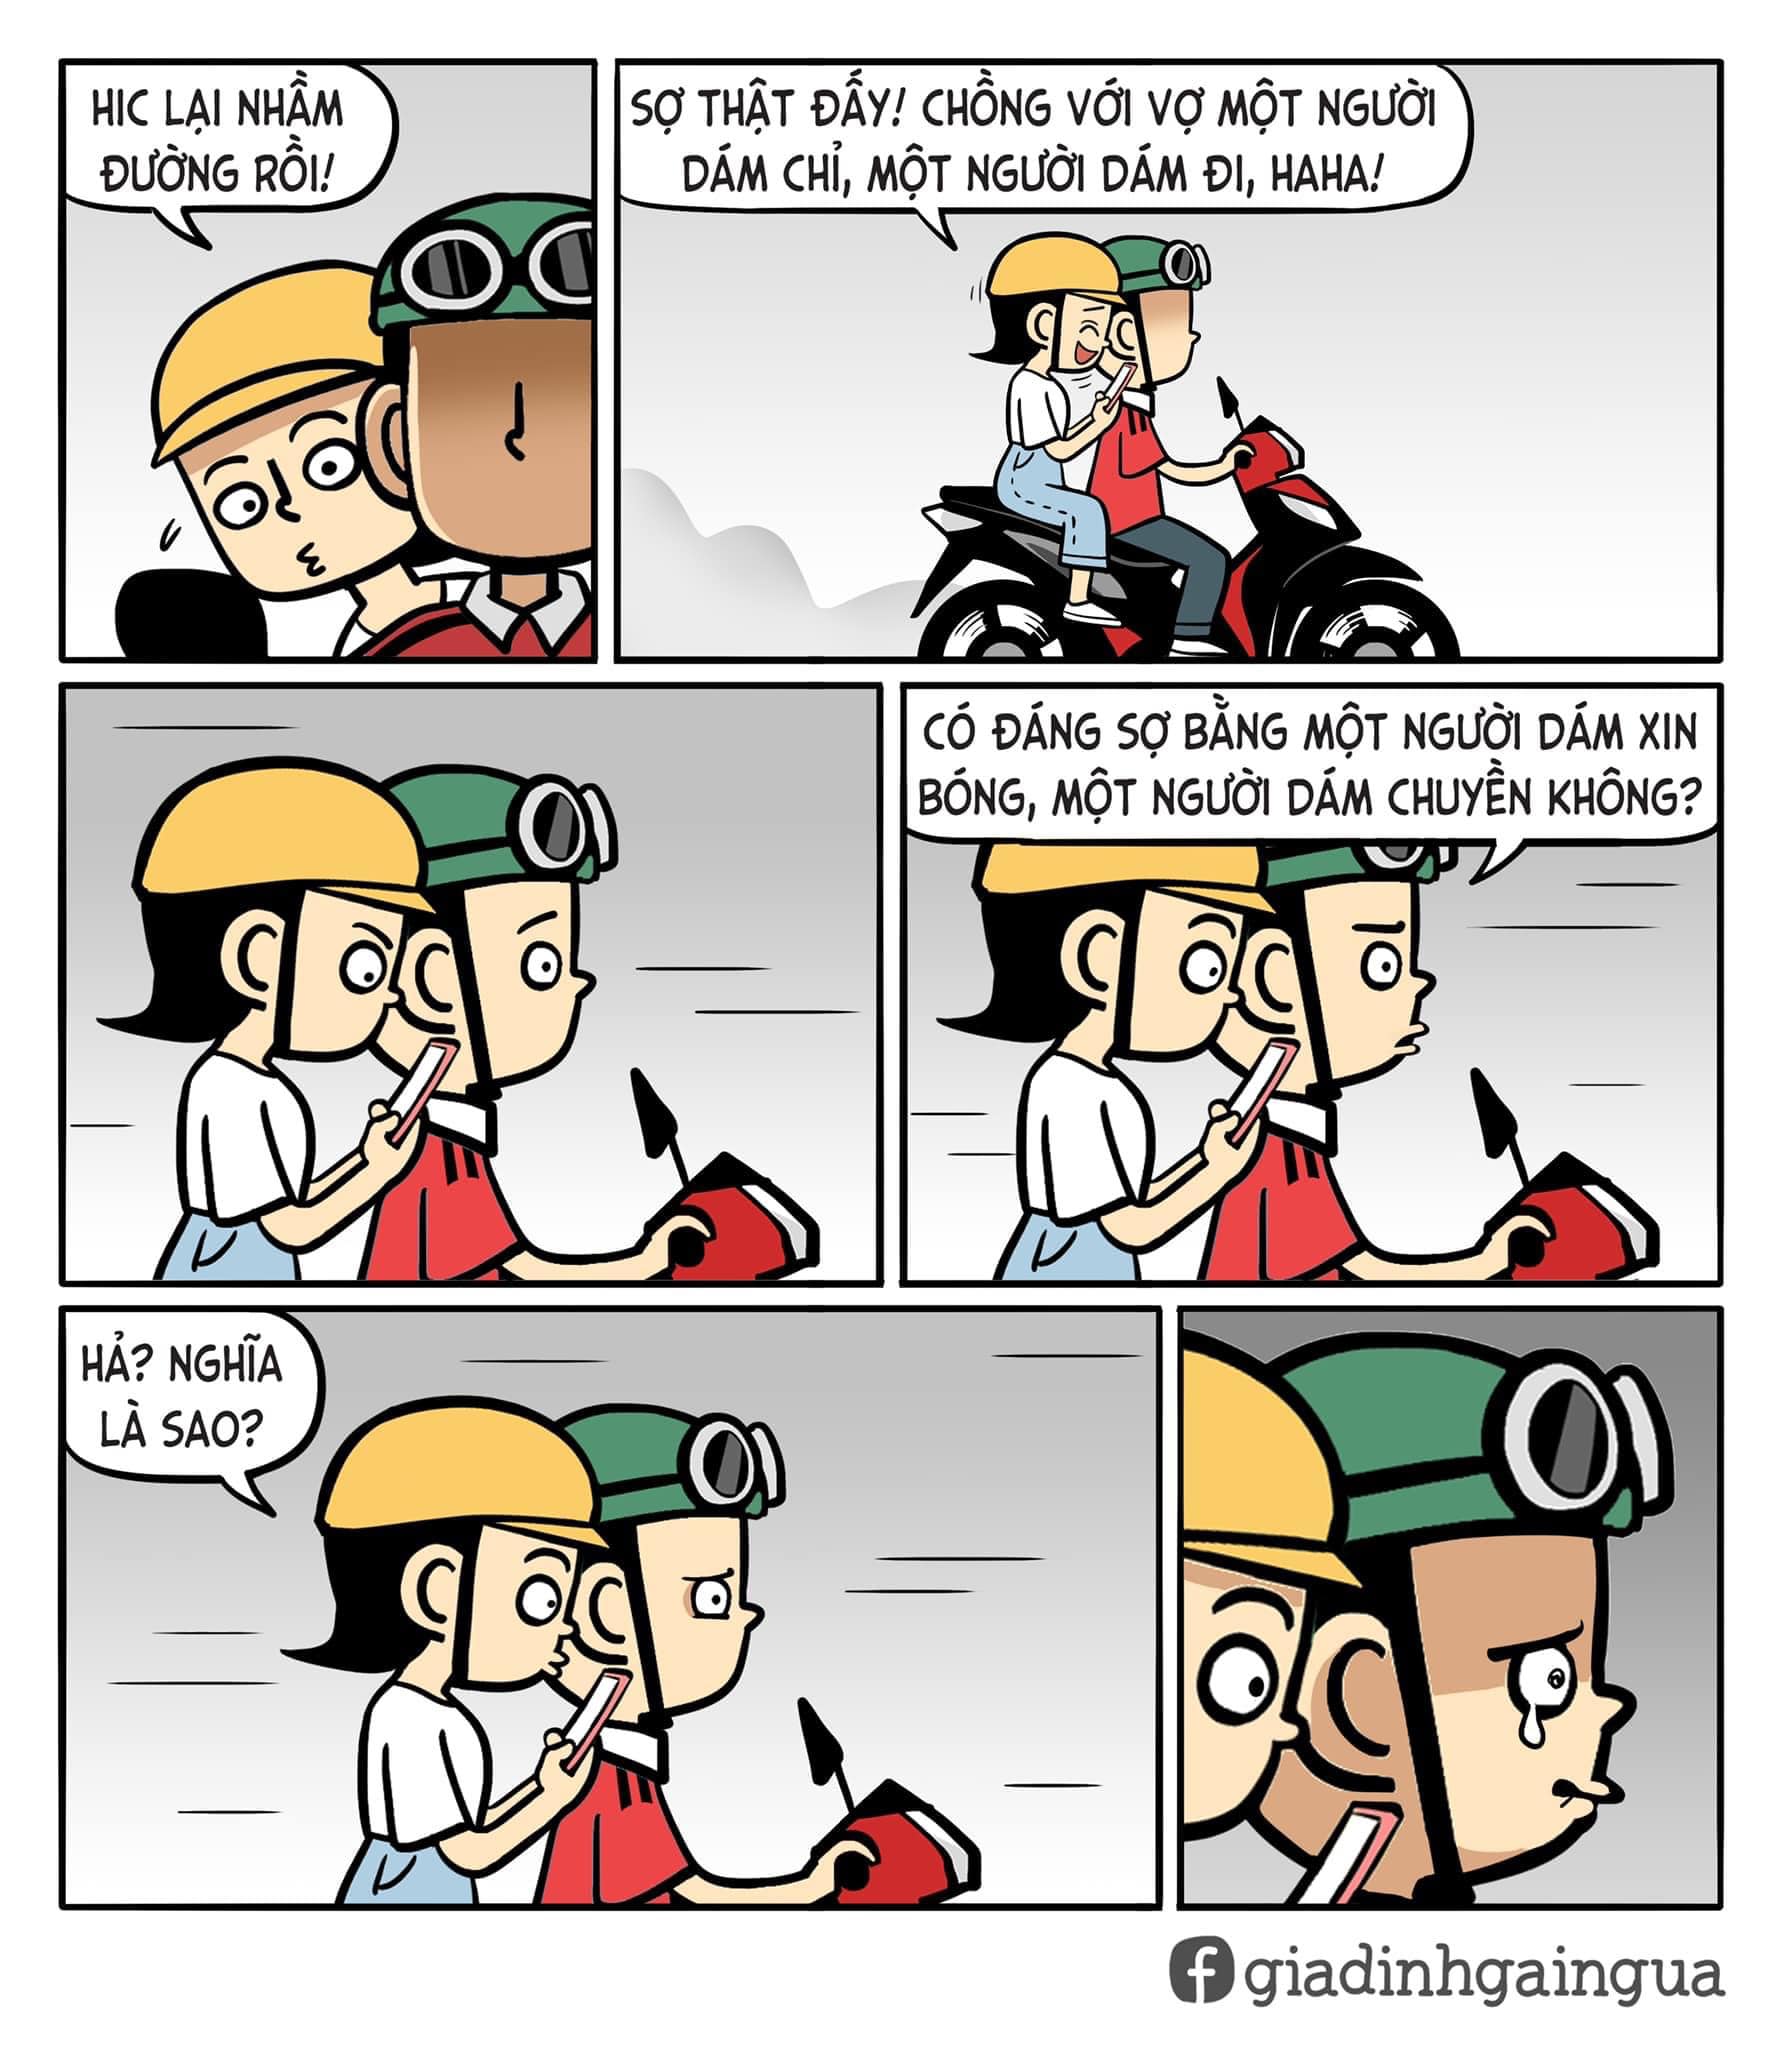 HIC LẠI NHẦM
ĐƯỜNG RỒI!
SỢ THẬT ĐẤY! CHỒNG VỚI VỢ MỘT NGƯỜI
DÁM CHỈ, MỘT NGƯỜI DÁM ĐI, HAHA!
CÓ ĐÁNG SỢ BẰNG MỘT NGƯỜI DÁM XIN
BÓNG, MỘT NGƯỜI DÁM CHUYỀN KHÔNG?
HẢ? NGHĨA
LÀ SAO?
giadinhgaingua